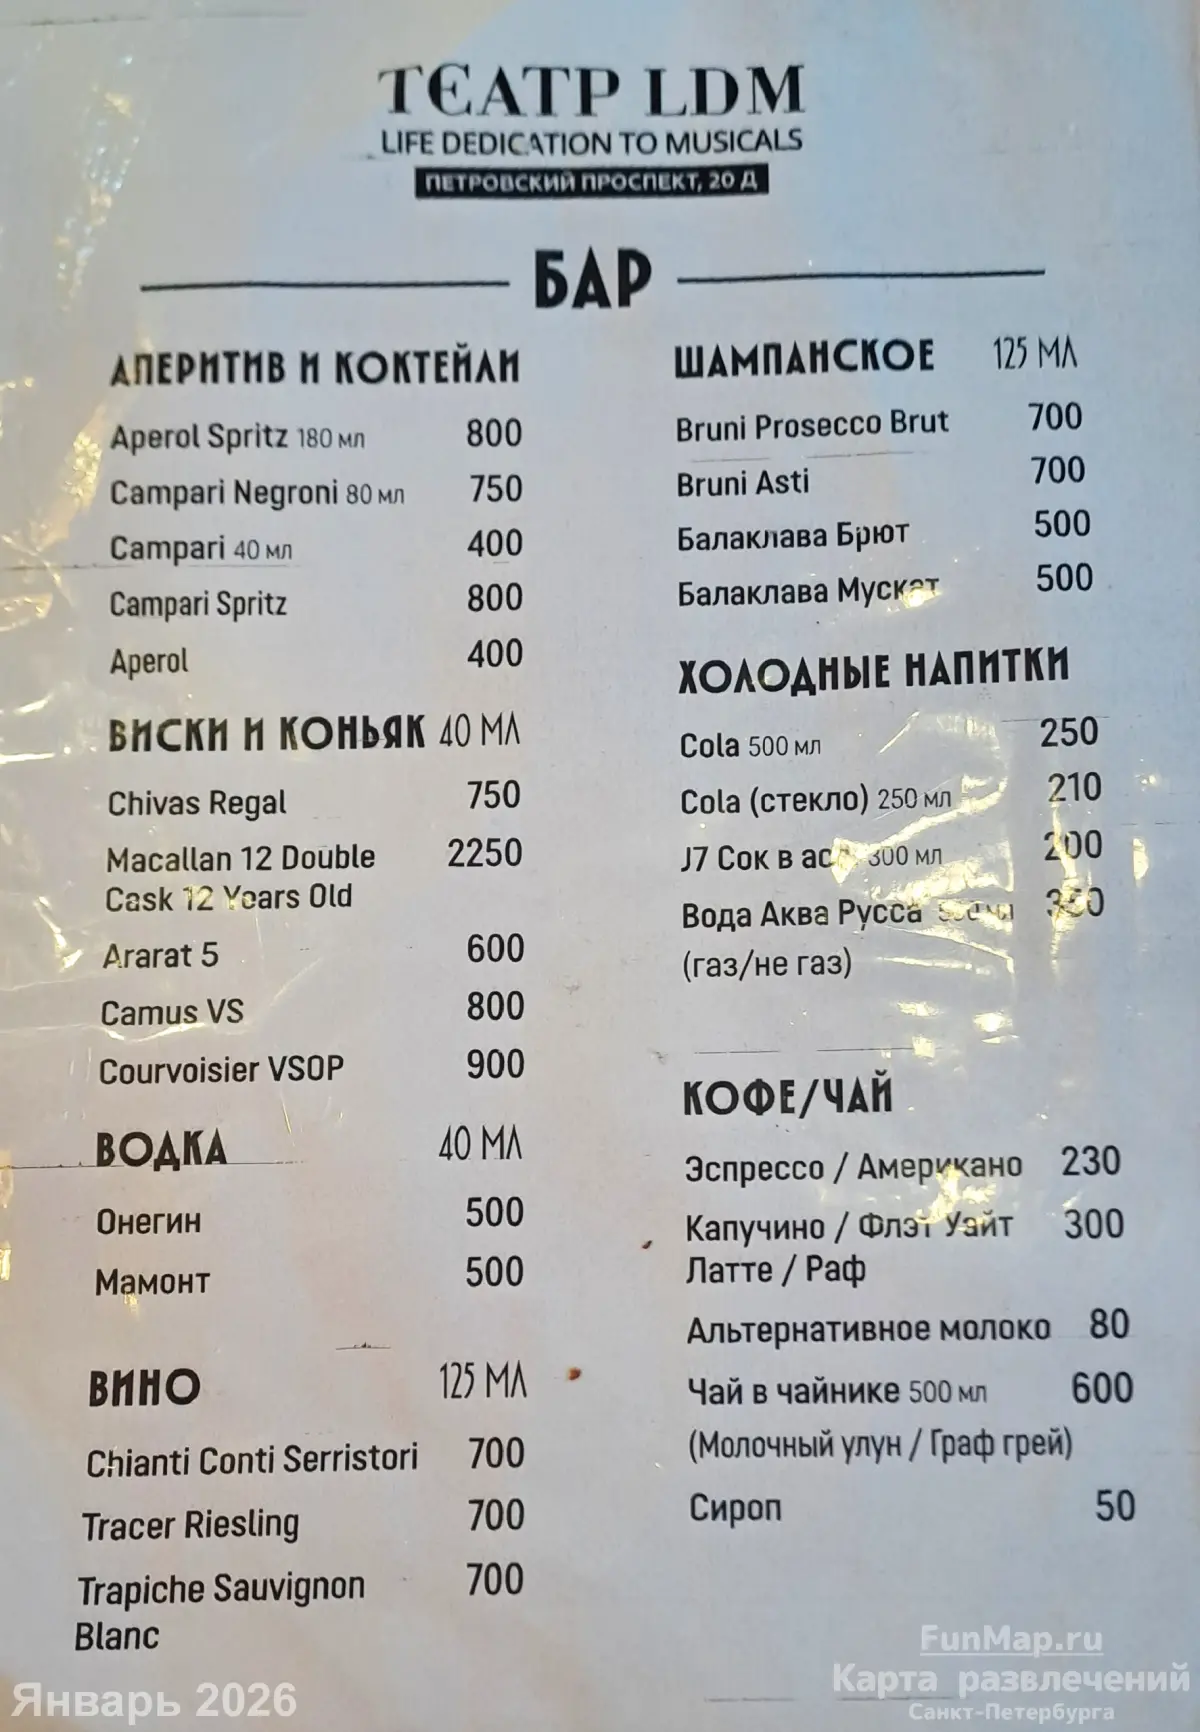 ТЕАТР LDM
LIFE DEDICATION TO MUSICALS
ПЕТРОВСКИЙ ПРОСПЕКТ, 20 Д
БАР
АПЕРИТИВ И КОКТЕЙЛИ
Aperol Spritz 180 мл 800
Campari Negroni 80 мл 750
Campari 40 мл 400
Campari Spritz 800
Aperol 400
ВИСКИ И КОНЬЯК 40 МЛ
Chivas Regal 750
Macallan 12 Double 2250
Cask 12 Years Old
Ararat 5 600
Camus VS 800
Courvoisier VSOP 900
ВОДКА 40 МЛ
Онегин 500
Мамонт 500
ВИНО 125 МЛ
Chianti Conti Serristori 700
Tracer Riesling 700
Trapiche Sauvignon 700
Blanc
ШАМПАНСКОЕ 125 МЛ
Bruni Prosecco Brut 700
Bruni Asti 700
Балаклава Брют 500
Балаклава Мускат 500
ХОЛОДНЫЕ НАПИТКИ
Cola 500 мл 250
Cola (стекло) 250 мл 210
J7 Сок в 300 мл 200
Вода Аква Русса
(газ/не газ)
КОФЕ/ЧАЙ
Эспрессо / Американо 230
Капучино / Флэт Уайт 300
Латте / Раф
Альтернативное молоко 80
Чай в чайнике 500 мл 600
(Молочный улун / Граф грей)
Сироп 50
FunMap.ru
Карта развлечений
Санкт-Петербурга
Январь 2026